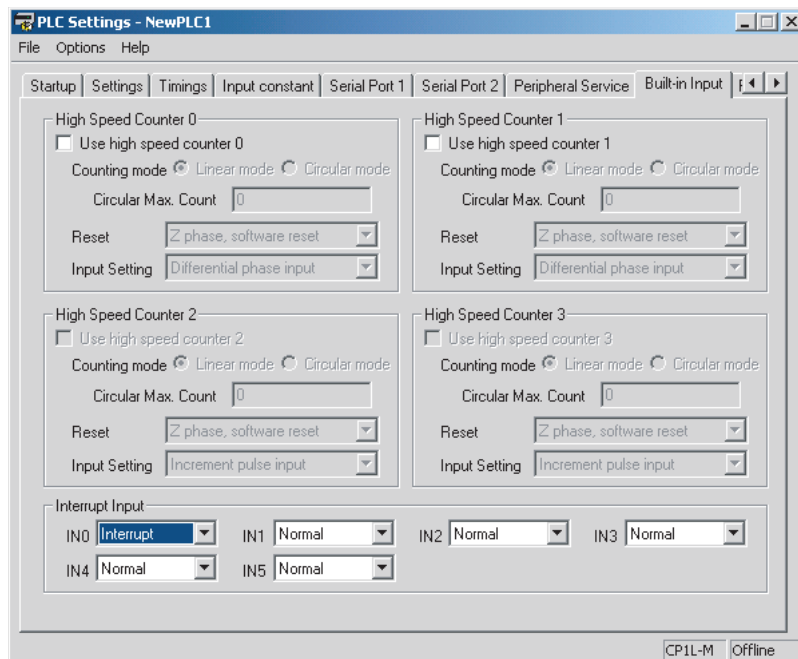 PLC Settings - NewPLC1
File Options Help
Startup Settings Timings Input constant Serial Port 1 Serial Port 2 Peripheral Service Built-in Input
High Speed Counter 0
Use high speed counter 0
Counting mode Linear mode Circular mode
Circular Max. Count 0
Reset Z phase, software reset
Input Setting Differential phase input
High Speed Counter 1
Use high speed counter 1
Counting mode Linear mode Circular mode
Circular Max. Count 0
Reset Z phase, software reset
Input Setting Differential phase input
High Speed Counter 2
Use high speed counter 2
Counting mode Linear mode Circular mode
Circular Max. Count 0
Reset Z phase, software reset
Input Setting Increment pulse input
High Speed Counter 3
Use high speed counter 3
Counting mode Linear mode Circular mode
Circular Max. Count 0
Reset Z phase, software reset
Input Setting Increment pulse input
Interrupt Input
IN0 Interrupt IN1 Normal IN2 Normal IN3 Normal
IN4 Normal IN5 Normal
CP1L-M Offline